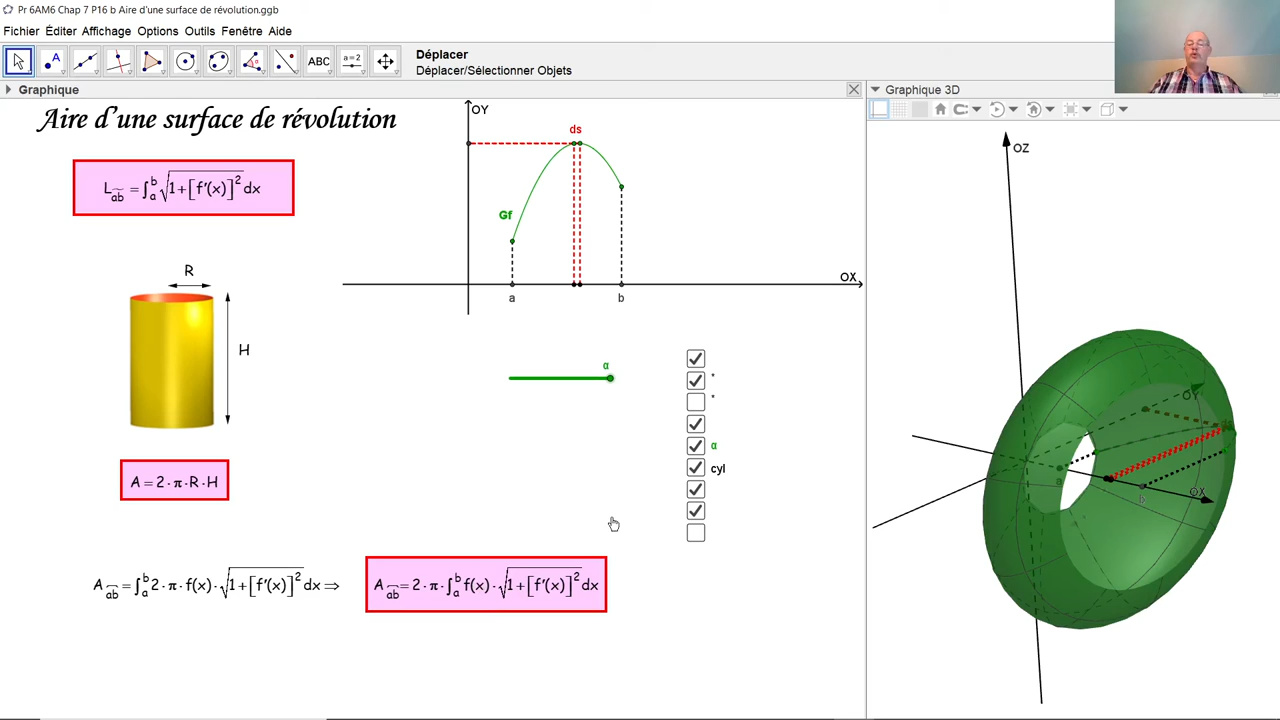 Pr 6AM6 Chap 7 P16 b Aire d'une surface de révolution.ggb
Fichier Éditer Affichage Options Outils Fenêtre Aide
A ABC a=2
Déplacer
Déplacer/Sélectionner Objets
Graphique
Graphique 3D
Aire d'une surface de révolution
L_ab = ∫_a^b √(1+[f'(x)]²) dx
R
H
A = 2·π·R·H
OY
ds
Gf
OX
a b
α
*
*
α
cyl
A_ab = ∫_a^b 2·π·f(x)·√(1+[f'(x)]²) dx ⇒
A_ab = 2·π·∫_a^b f(x)·√(1+[f'(x)]²) dx
OZ
OY
a
OX
b